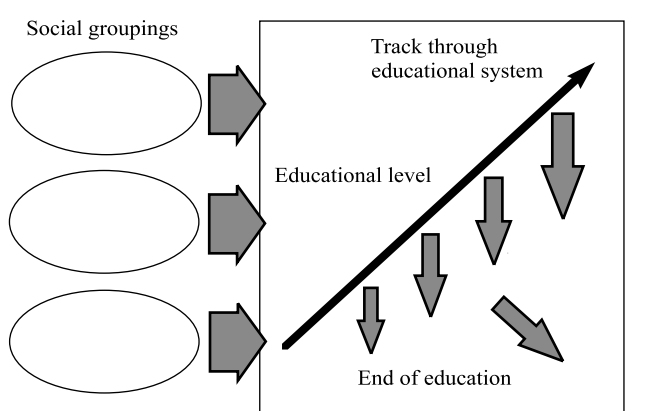 Social groupings
Track through
educational system
Educational level
End of education